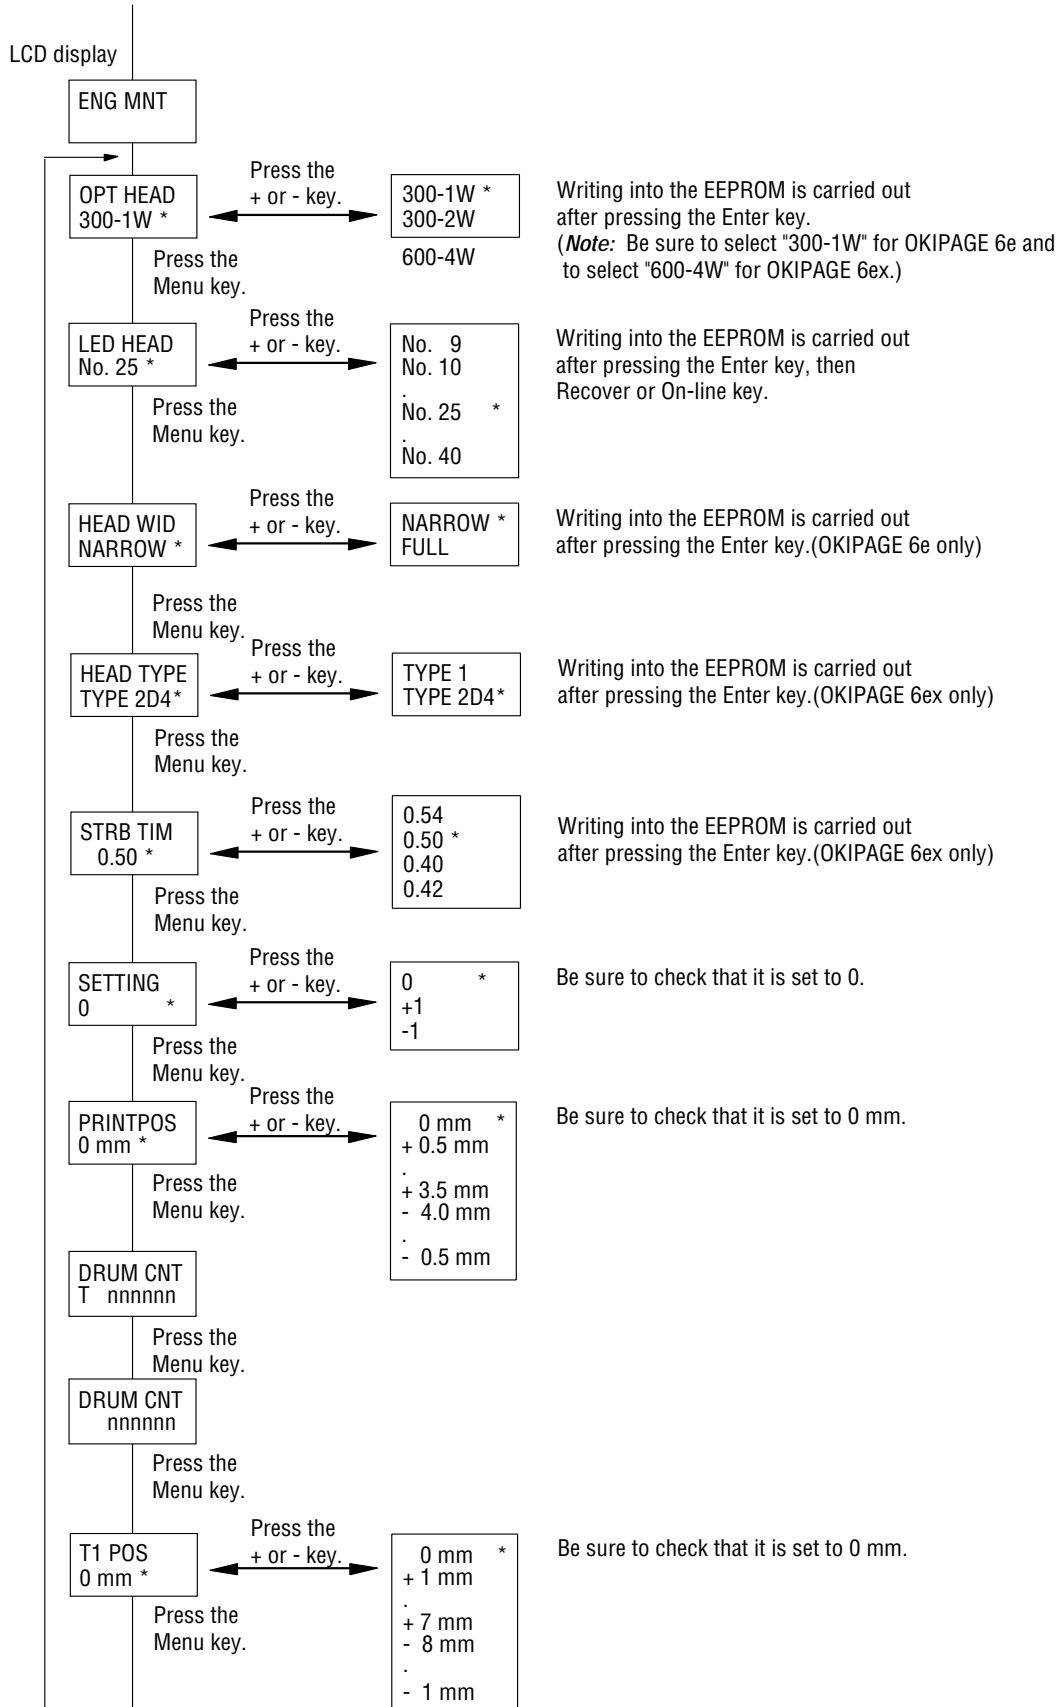 LCD display
ENG MNT
OPT HEAD
300-1W *
Press the
+ or - key.
300-1W *
300-2W
600-4W
Writing into the EEPROM is carried out
after pressing the Enter key.
(Note: Be sure to select "300-1W" for OKIPAGE 6e and
to select "600-4W" for OKIPAGE 6ex.)
Press the
Menu key.
LED HEAD
No. 25 *
Press the
+ or - key.
No. 9
No. 10
.
No. 25 *
.
No. 40
Writing into the EEPROM is carried out
after pressing the Enter key, then
Recover or On-line key.
Press the
Menu key.
HEAD WID
NARROW *
Press the
+ or - key.
NARROW *
FULL
Writing into the EEPROM is carried out
after pressing the Enter key.(OKIPAGE 6e only)
Press the
Menu key.
HEAD TYPE
TYPE 2D4*
Press the
+ or - key.
TYPE 1
TYPE 2D4*
Writing into the EEPROM is carried out
after pressing the Enter key.(OKIPAGE 6ex only)
Press the
Menu key.
STRB TIM
0.50 *
Press the
+ or - key.
0.54
0.50 *
0.40
0.42
Writing into the EEPROM is carried out
after pressing the Enter key.(OKIPAGE 6ex only)
Press the
Menu key.
SETTING
0 *
Press the
+ or - key.
0 *
+1
-1
Be sure to check that it is set to 0.
Press the
Menu key.
PRINTPOS
0 mm *
Press the
+ or - key.
0 mm *
+ 0.5 mm
.
+ 3.5 mm
- 4.0 mm
.
- 0.5 mm
Be sure to check that it is set to 0 mm.
Press the
Menu key.
DRUM CNT
T nnnnnn
Press the
Menu key.
DRUM CNT
nnnnnn
Press the
Menu key.
T1 POS
0 mm *
Press the
+ or - key.
0 mm *
+ 1 mm
.
+ 7 mm
- 8 mm
.
- 1 mm
Be sure to check that it is set to 0 mm.
Press the
Menu key.